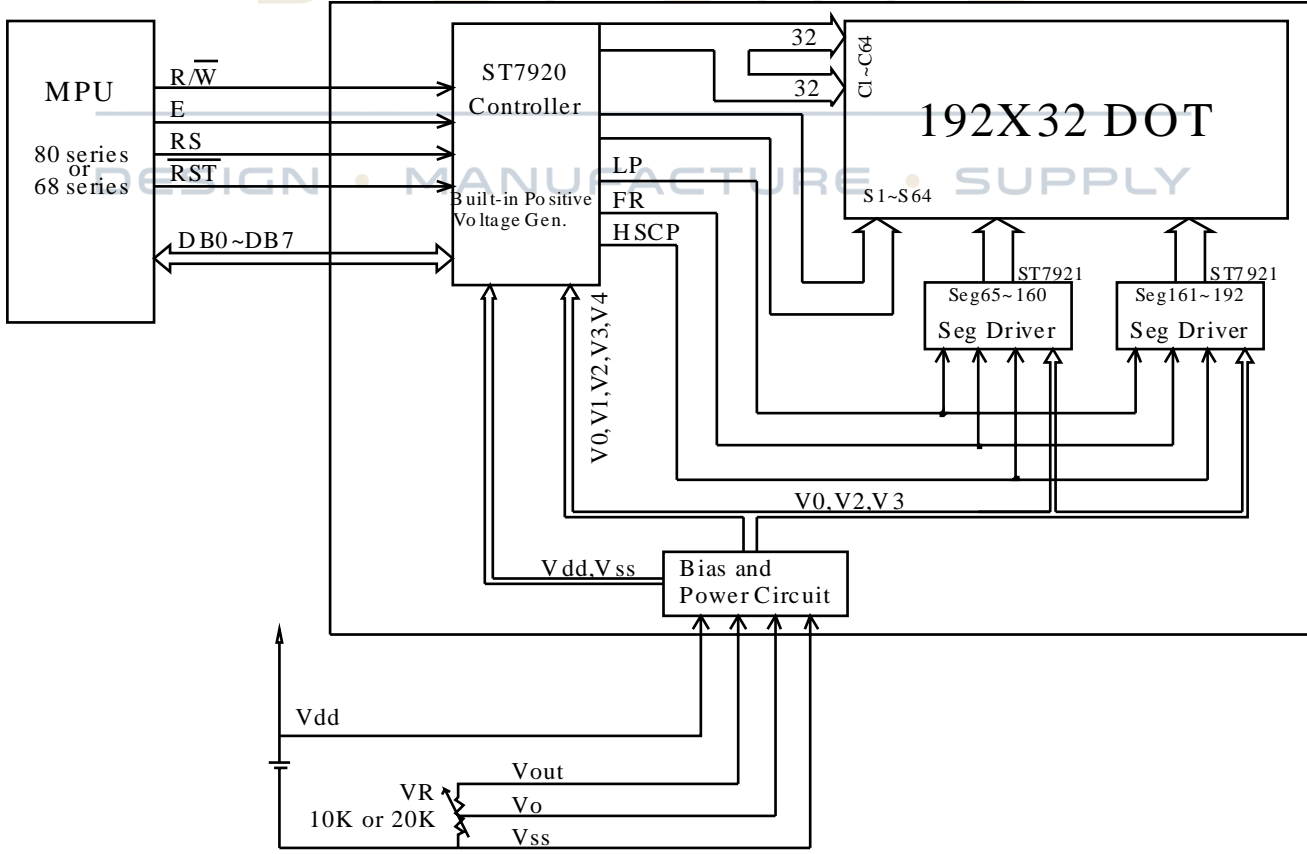 MPU
80 series
or
68 series
R/W̅
E
RS
R̅S̅T̅
DB0~DB7
ST7920
Controller
Built-in Positive
Voltage Gen.
LP
FR
HSCP
32
32
C1~C64
192X32 DOT
S1~S64
DESIGN • MANUFACTURE • SUPPLY
ST7921
Seg65~160
Seg Driver
ST7921
Seg161~192
Seg Driver
V0,V1,V2,V3,V4
V0,V2,V3
Vdd,Vss
Bias and
Power Circuit
Vdd
Vout
VR
10K or 20K
Vo
Vss